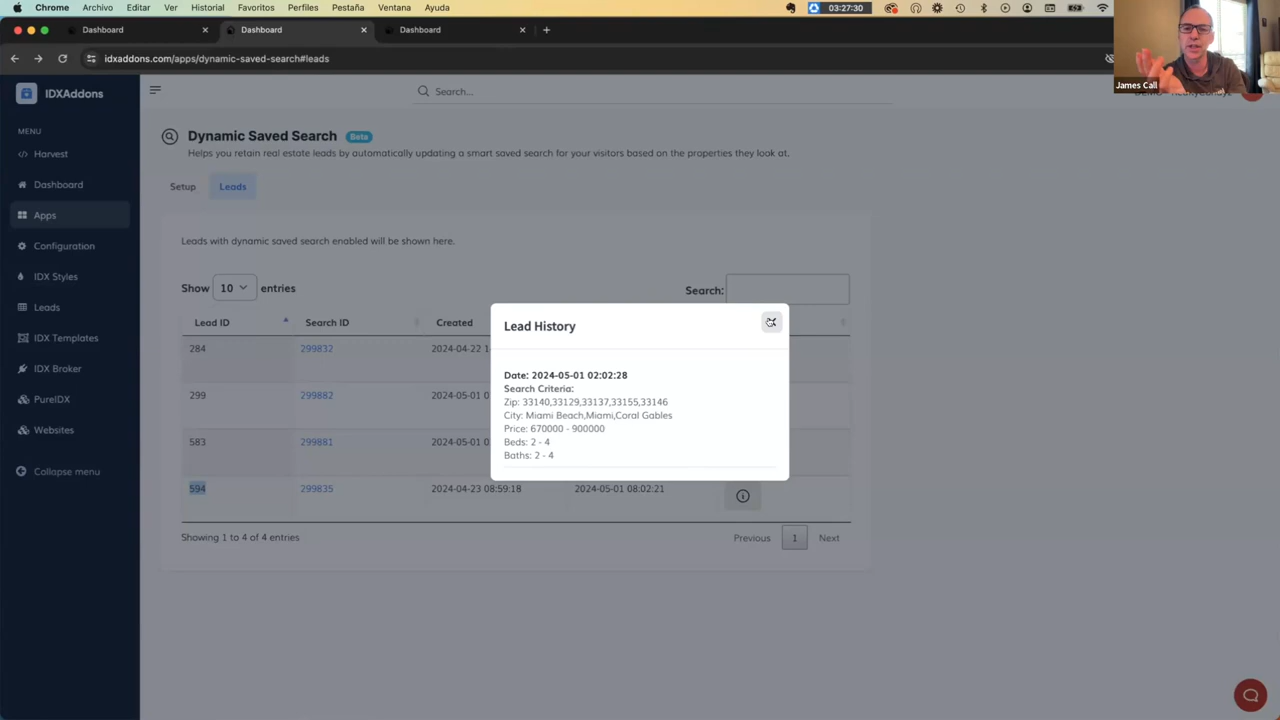 Chrome Archivo Editar Ver Historial Favoritos Perfiles Pestaña Ventana Ayuda
03:27:30
Dashboard
Dashboard
Dashboard
idxaddons.com/apps/dynamic-saved-search#leads
James Call
IDXAddons
Search...
MENU
Harvest
Dashboard
Apps
Configuration
IDX Styles
Leads
IDX Templates
IDX Broker
PureIDX
Websites
Collapse menu
Dynamic Saved Search Beta
Helps you retain real estate leads by automatically updating a smart saved search for your visitors based on the properties they look at.
Setup Leads
Leads with dynamic saved search enabled will be shown here.
Show 10 entries
Search:
Lead ID Search ID Created
284 299832 2024-04-22 1
299 299882 2024-05-01 0
583 299881 2024-05-01 0
594 299835 2024-04-23 08:59:18 2024-05-01 08:02:21
Showing 1 to 4 of 4 entries
Previous 1 Next
Lead History
Date: 2024-05-01 02:02:28
Search Criteria:
Zip: 33140,33129,33137,33155,33146
City: Miami Beach,Miami,Coral Gables
Price: 670000 - 900000
Beds: 2 - 4
Baths: 2 - 4